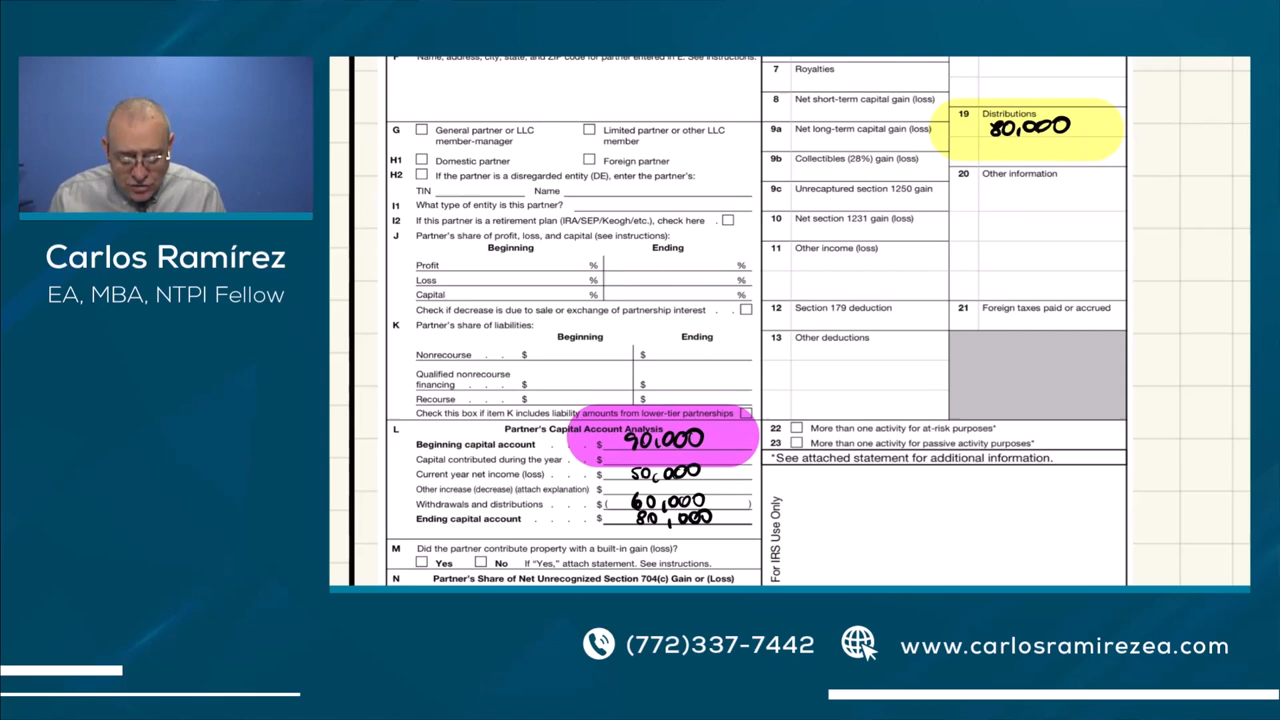 Carlos Ramírez
EA, MBA, NTPI Fellow
Name, address, city, state, and ZIP code for partner entered in E. See instructions.
G General partner or LLC member-manager Limited partner or other LLC member
H1 Domestic partner Foreign partner
H2 If the partner is a disregarded entity (DE), enter the partner's:
TIN Name
I1 What type of entity is this partner?
I2 If this partner is a retirement plan (IRA/SEP/Keogh/etc.), check here
J Partner's share of profit, loss, and capital (see instructions):
Beginning Ending
Profit % %
Loss % %
Capital % %
Check if decrease is due to sale or exchange of partnership interest . .
K Partner's share of liabilities:
Beginning Ending
Nonrecourse . . $ $
Qualified nonrecourse
financing . . . $ $
Recourse . . . $ $
Check this box if item K includes liability amounts from lower-tier partnerships
L Partner's Capital Account Analysis
Beginning capital account . . $ 90,000
Capital contributed during the year . . $
Current year net income (loss) . . . $ 50,000
Other increase (decrease) (attach explanation) $
Withdrawals and distributions . . . $ ( 60,000 )
Ending capital account . . . . $ 80,000
M Did the partner contribute property with a built-in gain (loss)?
Yes No If "Yes," attach statement. See instructions.
N Partner's Share of Net Unrecognized Section 704(c) Gain or (Loss)
7 Royalties
8 Net short-term capital gain (loss)
9a Net long-term capital gain (loss)
9b Collectibles (28%) gain (loss)
9c Unrecaptured section 1250 gain
10 Net section 1231 gain (loss)
11 Other income (loss)
12 Section 179 deduction
13 Other deductions
19 Distributions
80,000
20 Other information
21 Foreign taxes paid or accrued
22 More than one activity for at-risk purposes*
23 More than one activity for passive activity purposes*
*See attached statement for additional information.
For IRS Use Only
(772)337-7442
www.carlosramirezea.com